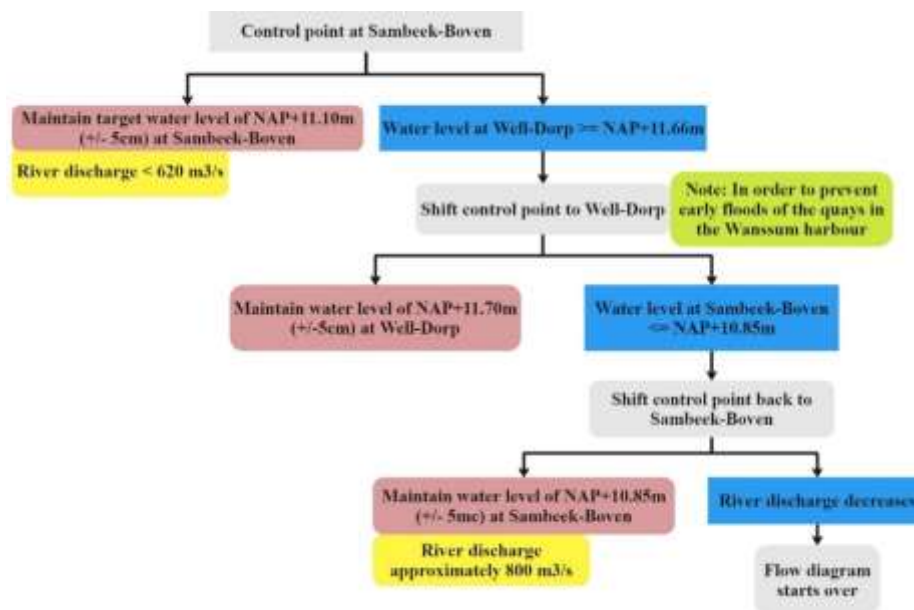 Control point at Sambeek-Boven
Maintain target water level of NAP+11.10m
(+/- 5cm) at Sambeek-Boven
River discharge < 620 m3/s
Water level at Well-Dorp >= NAP+11.66m
Shift control point to Well-Dorp
Note: In order to prevent
early floods of the quays in
the Wanssum harbour
Maintain water level of NAP+11.70m
(+/-5cm) at Well-Dorp
Water level at Sambeek-Boven
<= NAP+10.85m
Shift control point back to
Sambeek-Boven
Maintain water level of NAP+10.85m
(+/- 5mc) at Sambeek-Boven
River discharge
approximately 800 m3/s
River discharge decreases
Flow diagram
starts over